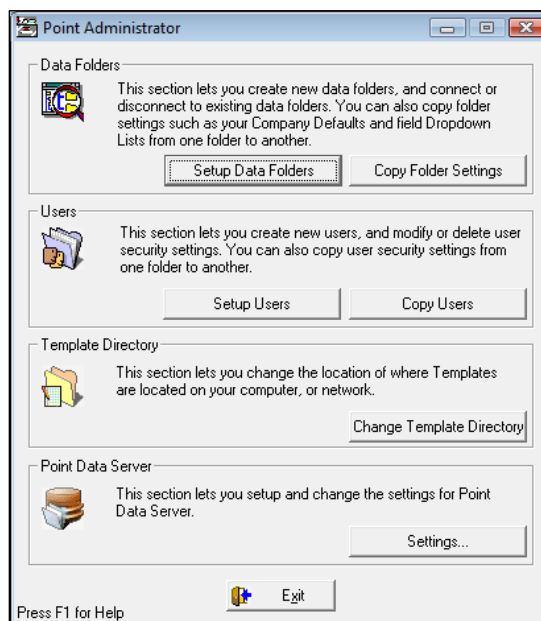 Point Administrator
Data Folders
This section lets you create new data folders, and connect or
disconnect to existing data folders. You can also copy folder
settings such as your Company Defaults and field Dropdown
Lists from one folder to another.
Setup Data Folders
Copy Folder Settings
Users
This section lets you create new users, and modify or delete user
security settings. You can also copy user security settings from
one folder to another.
Setup Users
Copy Users
Template Directory
This section lets you change the location of where Templates
are located on your computer, or network.
Change Template Directory
Point Data Server
This section lets you setup and change the settings for Point
Data Server.
Settings...
Exit
Press F1 for Help